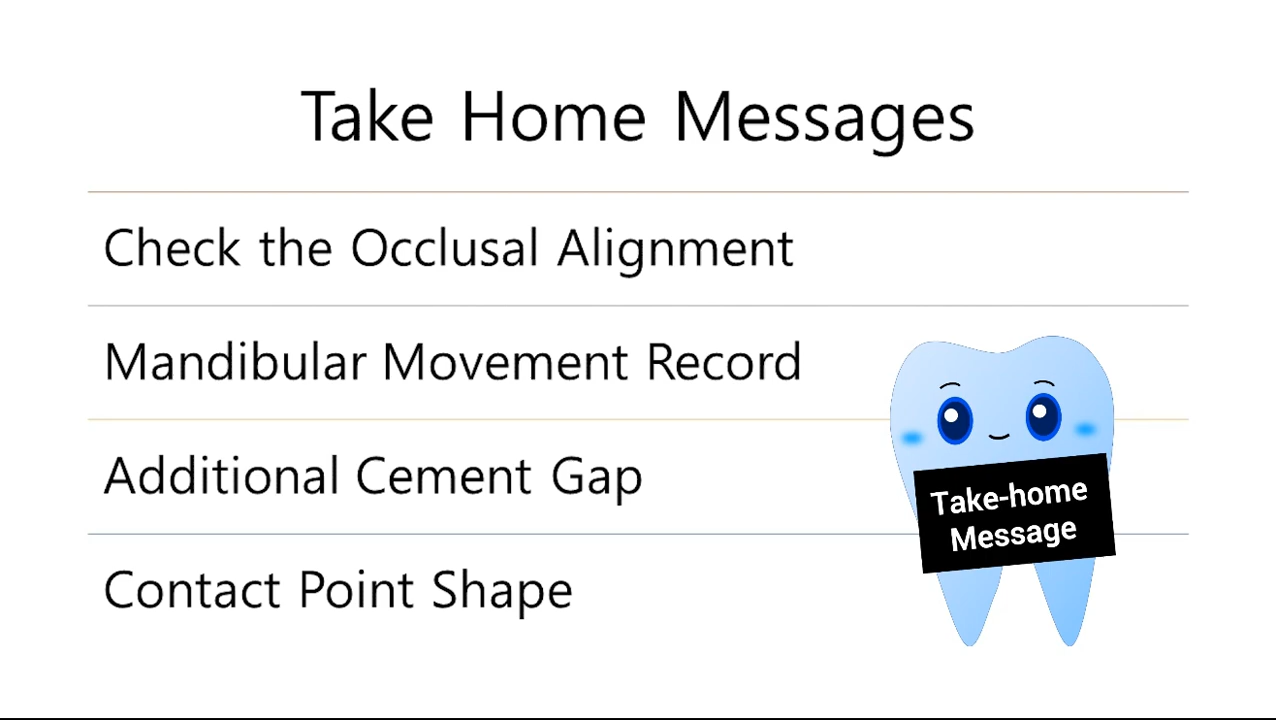 Take Home Messages
Check the Occlusal Alignment
Mandibular Movement Record
Additional Cement Gap
Contact Point Shape
Take-home
Message